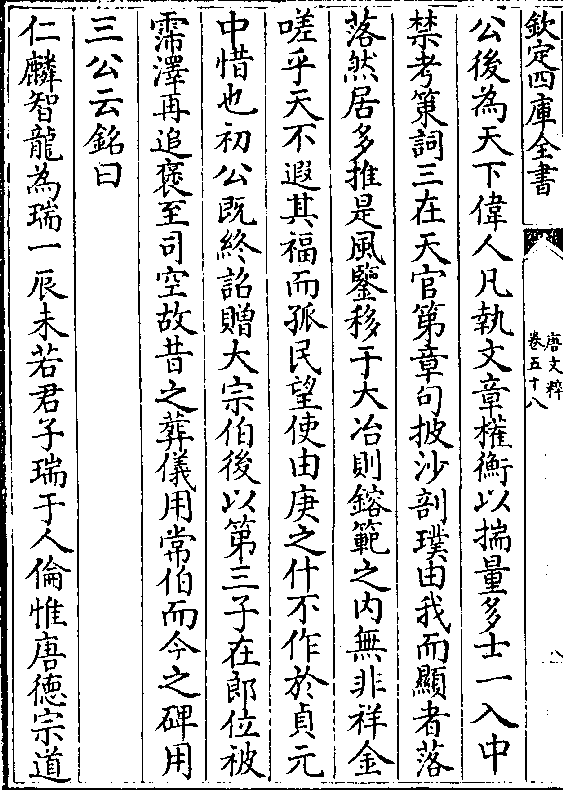 欽定四庫全書
唐文粹
卷五十八
公後為天下偉人凡執文章權衡以揣量多士一入中
禁考策詞三在天官第章句披沙剖璞由我而顯者落
落然居多推是風鑒移于大冶則鎔範之内無非祥金
嗟乎天不遐其福而孤民望使由庚之什不作於貞元
中惜也初公既終詔贈大宗伯後以第三子在郎位被
霈澤再追褒至司空故昔之葬儀用常伯而今之碑用
三公云銘曰
仁麟智龍為瑞一辰未若君子瑞于人倫惟唐德宗道